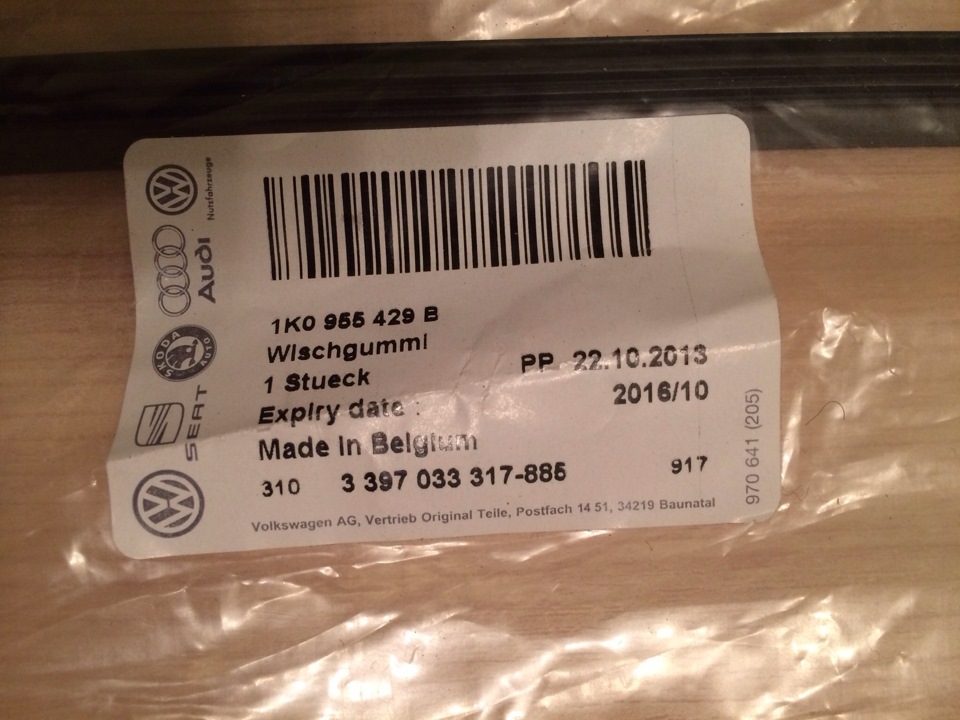 Nutzfahrzeuge
Audi
SKODA
AUTO
SEAT
1K0 955 429 B
Wischgummi
1 Stueck
PP 22.10.2013
Expiry date :
2016/10
Made in Belgium
310 3 397 033 317-885 917
Volkswagen AG, Vertrieb Original Teile, Postfach 14 51, 34219 Baunatal
970 641 (205)